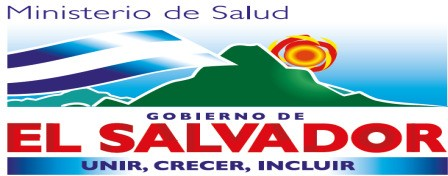 Ministerio de Salud
GOBIERNO DE
EL SALVADOR
UNIR, CRECER, INCLUIR